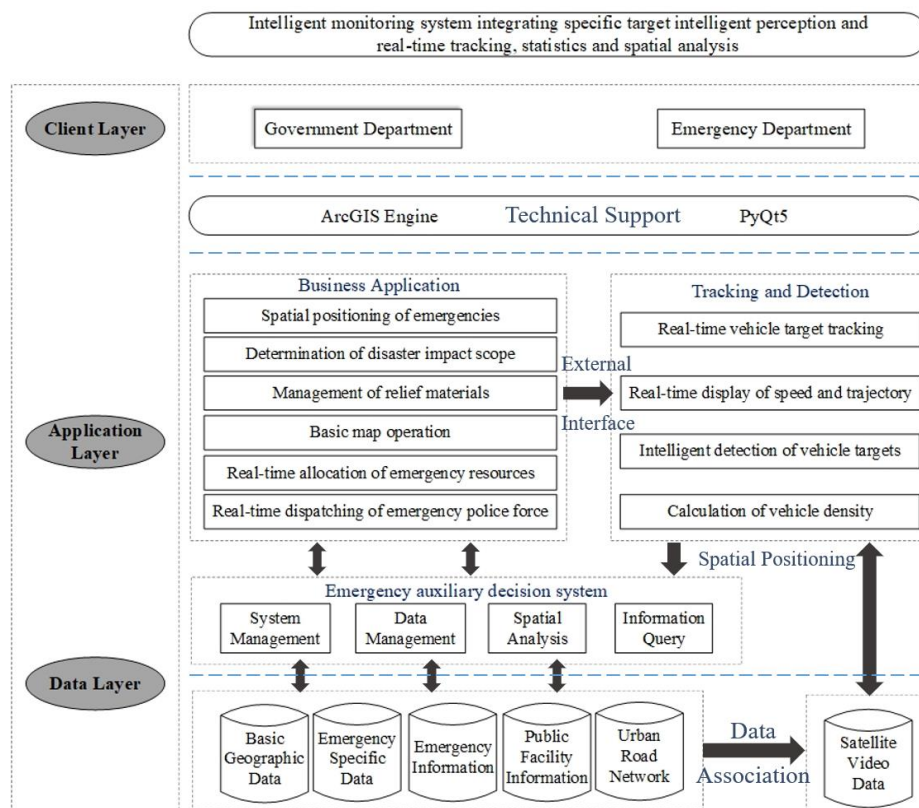 Intelligent monitoring system integrating specific target intelligent perception and
real-time tracking, statistics and spatial analysis
Client Layer
Government Department
Emergency Department
ArcGIS Engine
Technical Support
PyQt5
Application
Layer
Business Application
Spatial positioning of emergencies
Determination of disaster impact scope
Management of relief materials
Basic map operation
Real-time allocation of emergency resources
Real-time dispatching of emergency police force
External
Interface
Tracking and Detection
Real-time vehicle target tracking
Real-time display of speed and trajectory
Intelligent detection of vehicle targets
Calculation of vehicle density
Spatial Positioning
Emergency auxiliary decision system
System
Management
Data
Management
Spatial
Analysis
Information
Query
Data Layer
Basic
Geographic
Data
Emergency
Specific
Data
Emergency
Information
Public
Facility
Information
Urban
Road
Network
Data
Association
Satellite
Video
Data